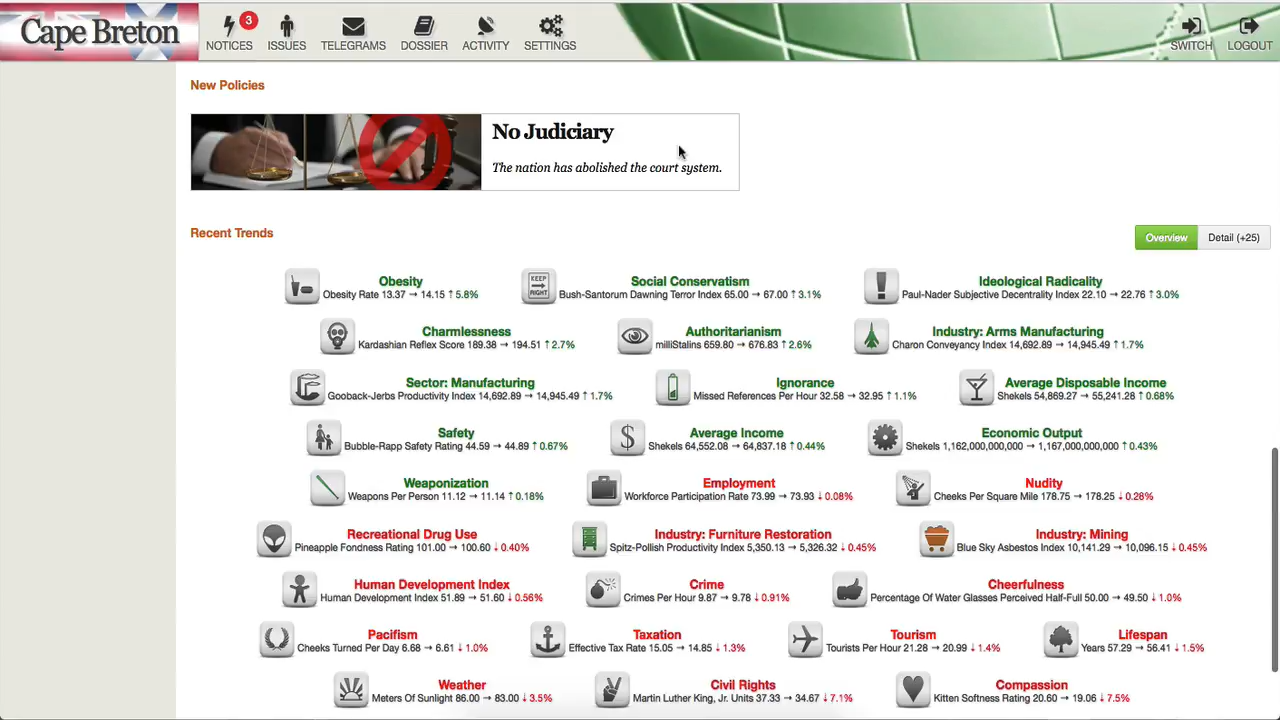 Cape Breton
3
NOTICES ISSUES TELEGRAMS DOSSIER ACTIVITY SETTINGS SWITCH LOGOUT
New Policies
No Judiciary
The nation has abolished the court system.
Recent Trends
Overview Detail (+25)
Obesity Social Conservatism Ideological Radicality
KEEP RIGHT
Obesity Rate 13.37 → 14.15 ↑ 5.8% Bush-Santorum Dawning Terror Index 65.00 → 67.00 ↑ 3.1% Paul-Nader Subjective Decentrality Index 22.10 → 22.76 ↑ 3.0%
Charmlessness Authoritarianism Industry: Arms Manufacturing
Kardashian Reflex Score 189.38 → 194.51 ↑ 2.7% milliStalins 659.80 → 676.83 ↑ 2.6% Charon Conveyancy Index 14,692.89 → 14,945.49 ↑ 1.7%
Sector: Manufacturing Ignorance Average Disposable Income
Gooback-Jerbs Productivity Index 14,692.89 → 14,945.49 ↑ 1.7% Missed References Per Hour 32.58 → 32.95 ↑ 1.1% Shekels 54,869.27 → 55,241.28 ↑ 0.68%
Safety Average Income Economic Output
Bubble-Rapp Safety Rating 44.59 → 44.89 ↑ 0.67% Shekels 64,552.08 → 64,837.18 ↑ 0.44% Shekels 1,162,000,000,000 → 1,167,000,000,000 ↑ 0.43%
Weaponization Employment Nudity
Weapons Per Person 11.12 → 11.14 ↑ 0.18% Workforce Participation Rate 73.99 → 73.93 ↓ 0.08% Cheeks Per Square Mile 178.75 → 178.25 ↓ 0.28%
Recreational Drug Use Industry: Furniture Restoration Industry: Mining
Pineapple Fondness Rating 101.00 → 100.60 ↓ 0.40% Spitz-Pollish Productivity Index 5,350.13 → 5,326.32 ↓ 0.45% Blue Sky Asbestos Index 10,141.29 → 10,096.15 ↓ 0.45%
Human Development Index Crime Cheerfulness
Human Development Index 51.89 → 51.60 ↓ 0.56% Crimes Per Hour 9.87 → 9.78 ↓ 0.91% Percentage Of Water Glasses Perceived Half-Full 50.00 → 49.50 ↓ 1.0%
Pacifism Taxation Tourism Lifespan
Cheeks Turned Per Day 6.68 → 6.61 ↓ 1.0% Effective Tax Rate 15.05 → 14.85 ↓ 1.3% Tourists Per Hour 21.28 → 20.99 ↓ 1.4% Years 57.29 → 56.41 ↓ 1.5%
Weather Civil Rights Compassion
Meters Of Sunlight 86.00 → 83.00 ↓ 3.5% Martin Luther King, Jr. Units 37.33 → 34.67 ↓ 7.1% Kitten Softness Rating 20.60 → 19.06 ↓ 7.5%